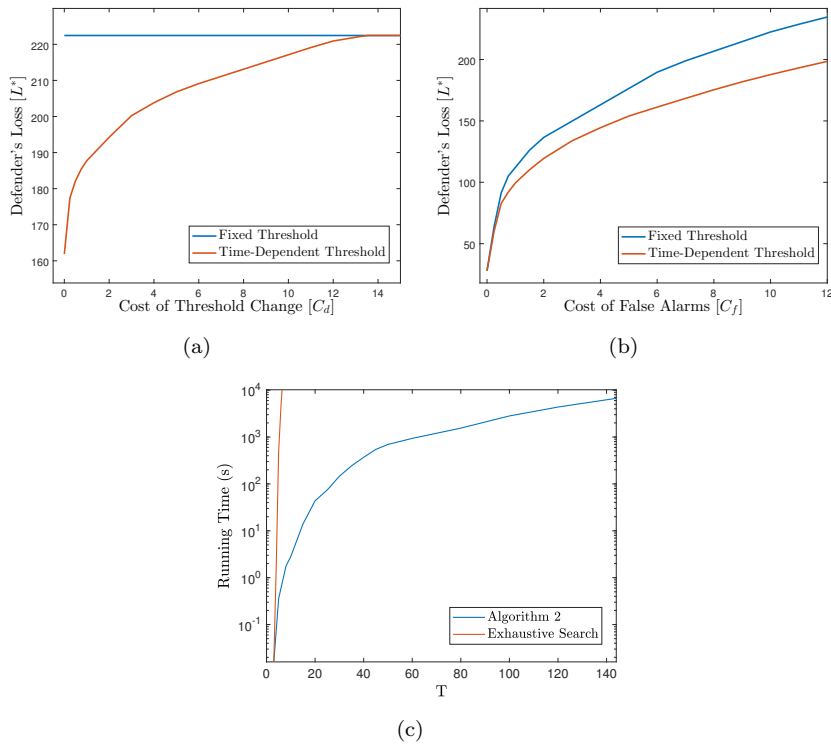 220
210
200
190
180
170
160
Defender's Loss [L*]
Fixed Threshold
Time-Dependent Threshold
0 2 4 6 8 10 12 14
Cost of Threshold Change [C_d]
(a)
200
150
100
50
Defender's Loss [L*]
Fixed Threshold
Time-Dependent Threshold
0 2 4 6 8 10 12
Cost of False Alarms [C_f]
(b)
10^4
10^3
10^2
10^1
10^0
10^-1
Running Time (s)
Algorithm 2
Exhaustive Search
0 20 40 60 80 100 120 140
T
(c)